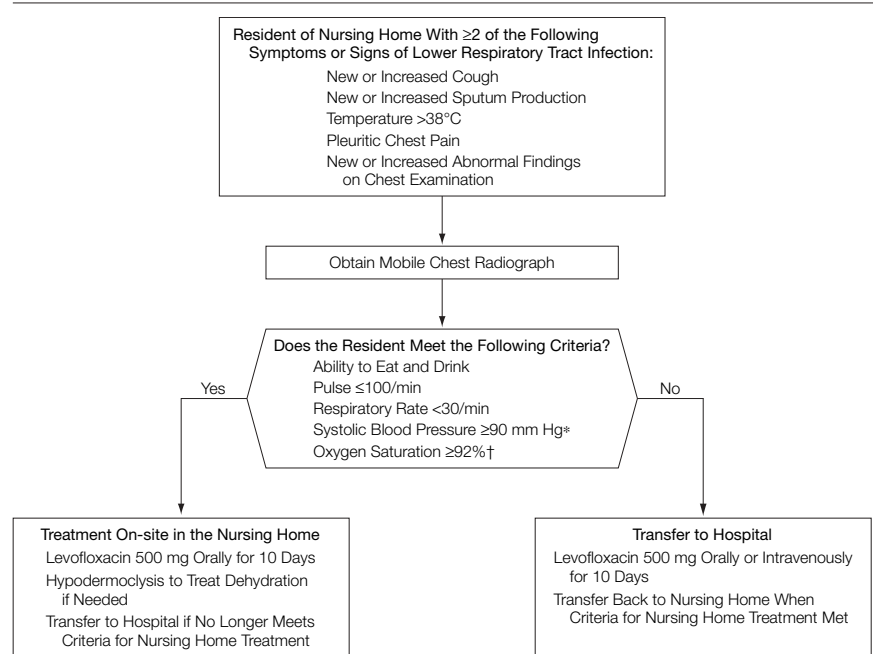 Resident of Nursing Home With ≥2 of the Following
Symptoms or Signs of Lower Respiratory Tract Infection:
New or Increased Cough
New or Increased Sputum Production
Temperature >38°C
Pleuritic Chest Pain
New or Increased Abnormal Findings
on Chest Examination
Obtain Mobile Chest Radiograph
Does the Resident Meet the Following Criteria?
Ability to Eat and Drink
Pulse ≤100/min
Respiratory Rate <30/min
Systolic Blood Pressure ≥90 mm Hg*
Oxygen Saturation ≥92%†
Yes
No
Treatment On-site in the Nursing Home
Levofloxacin 500 mg Orally for 10 Days
Hypodermoclysis to Treat Dehydration
if Needed
Transfer to Hospital if No Longer Meets
Criteria for Nursing Home Treatment
Transfer to Hospital
Levofloxacin 500 mg Orally or Intravenously
for 10 Days
Transfer Back to Nursing Home When
Criteria for Nursing Home Treatment Met